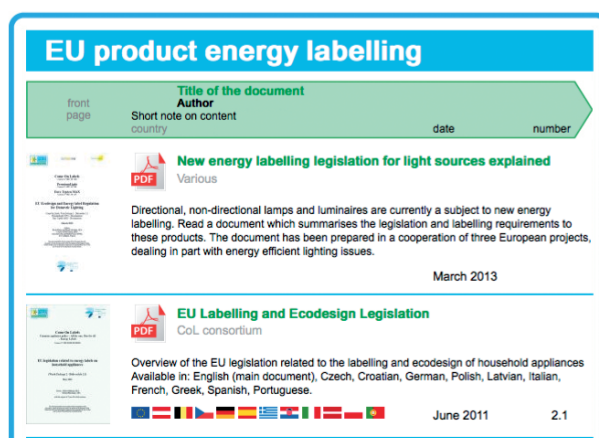 EU product energy labelling
Title of the document
front
page
Author
Short note on content
country
date
number
PDF
New energy labelling legislation for light sources explained
Various
Directional, non-directional lamps and luminaires are currently a subject to new energy
labelling. Read a document which summarises the legislation and labelling requirements to
these products. The document has been prepared in a cooperation of three European projects,
dealing in part with energy efficient lighting issues.
March 2013
PDF
EU Labelling and Ecodesign Legislation
CoL consortium
Overview of the EU legislation related to the labelling and ecodesign of household appliances
Available in: English (main document), Czech, Croatian, German, Polish, Latvian, Italian,
French, Greek, Spanish, Portuguese.
June 2011
2.1